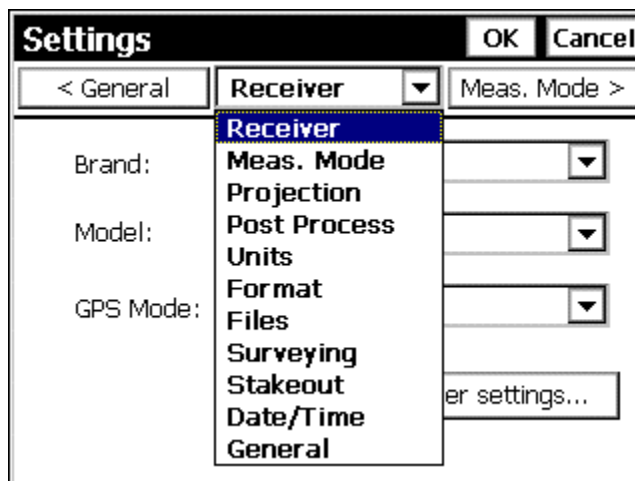 Settings OK Cancel
< General Receiver Meas. Mode >
Receiver
Brand:
Meas. Mode
Projection
Model:
Post Process
Units
Format
GPS Mode:
Files
Surveying
Stakeout
er settings...
Date/Time
General